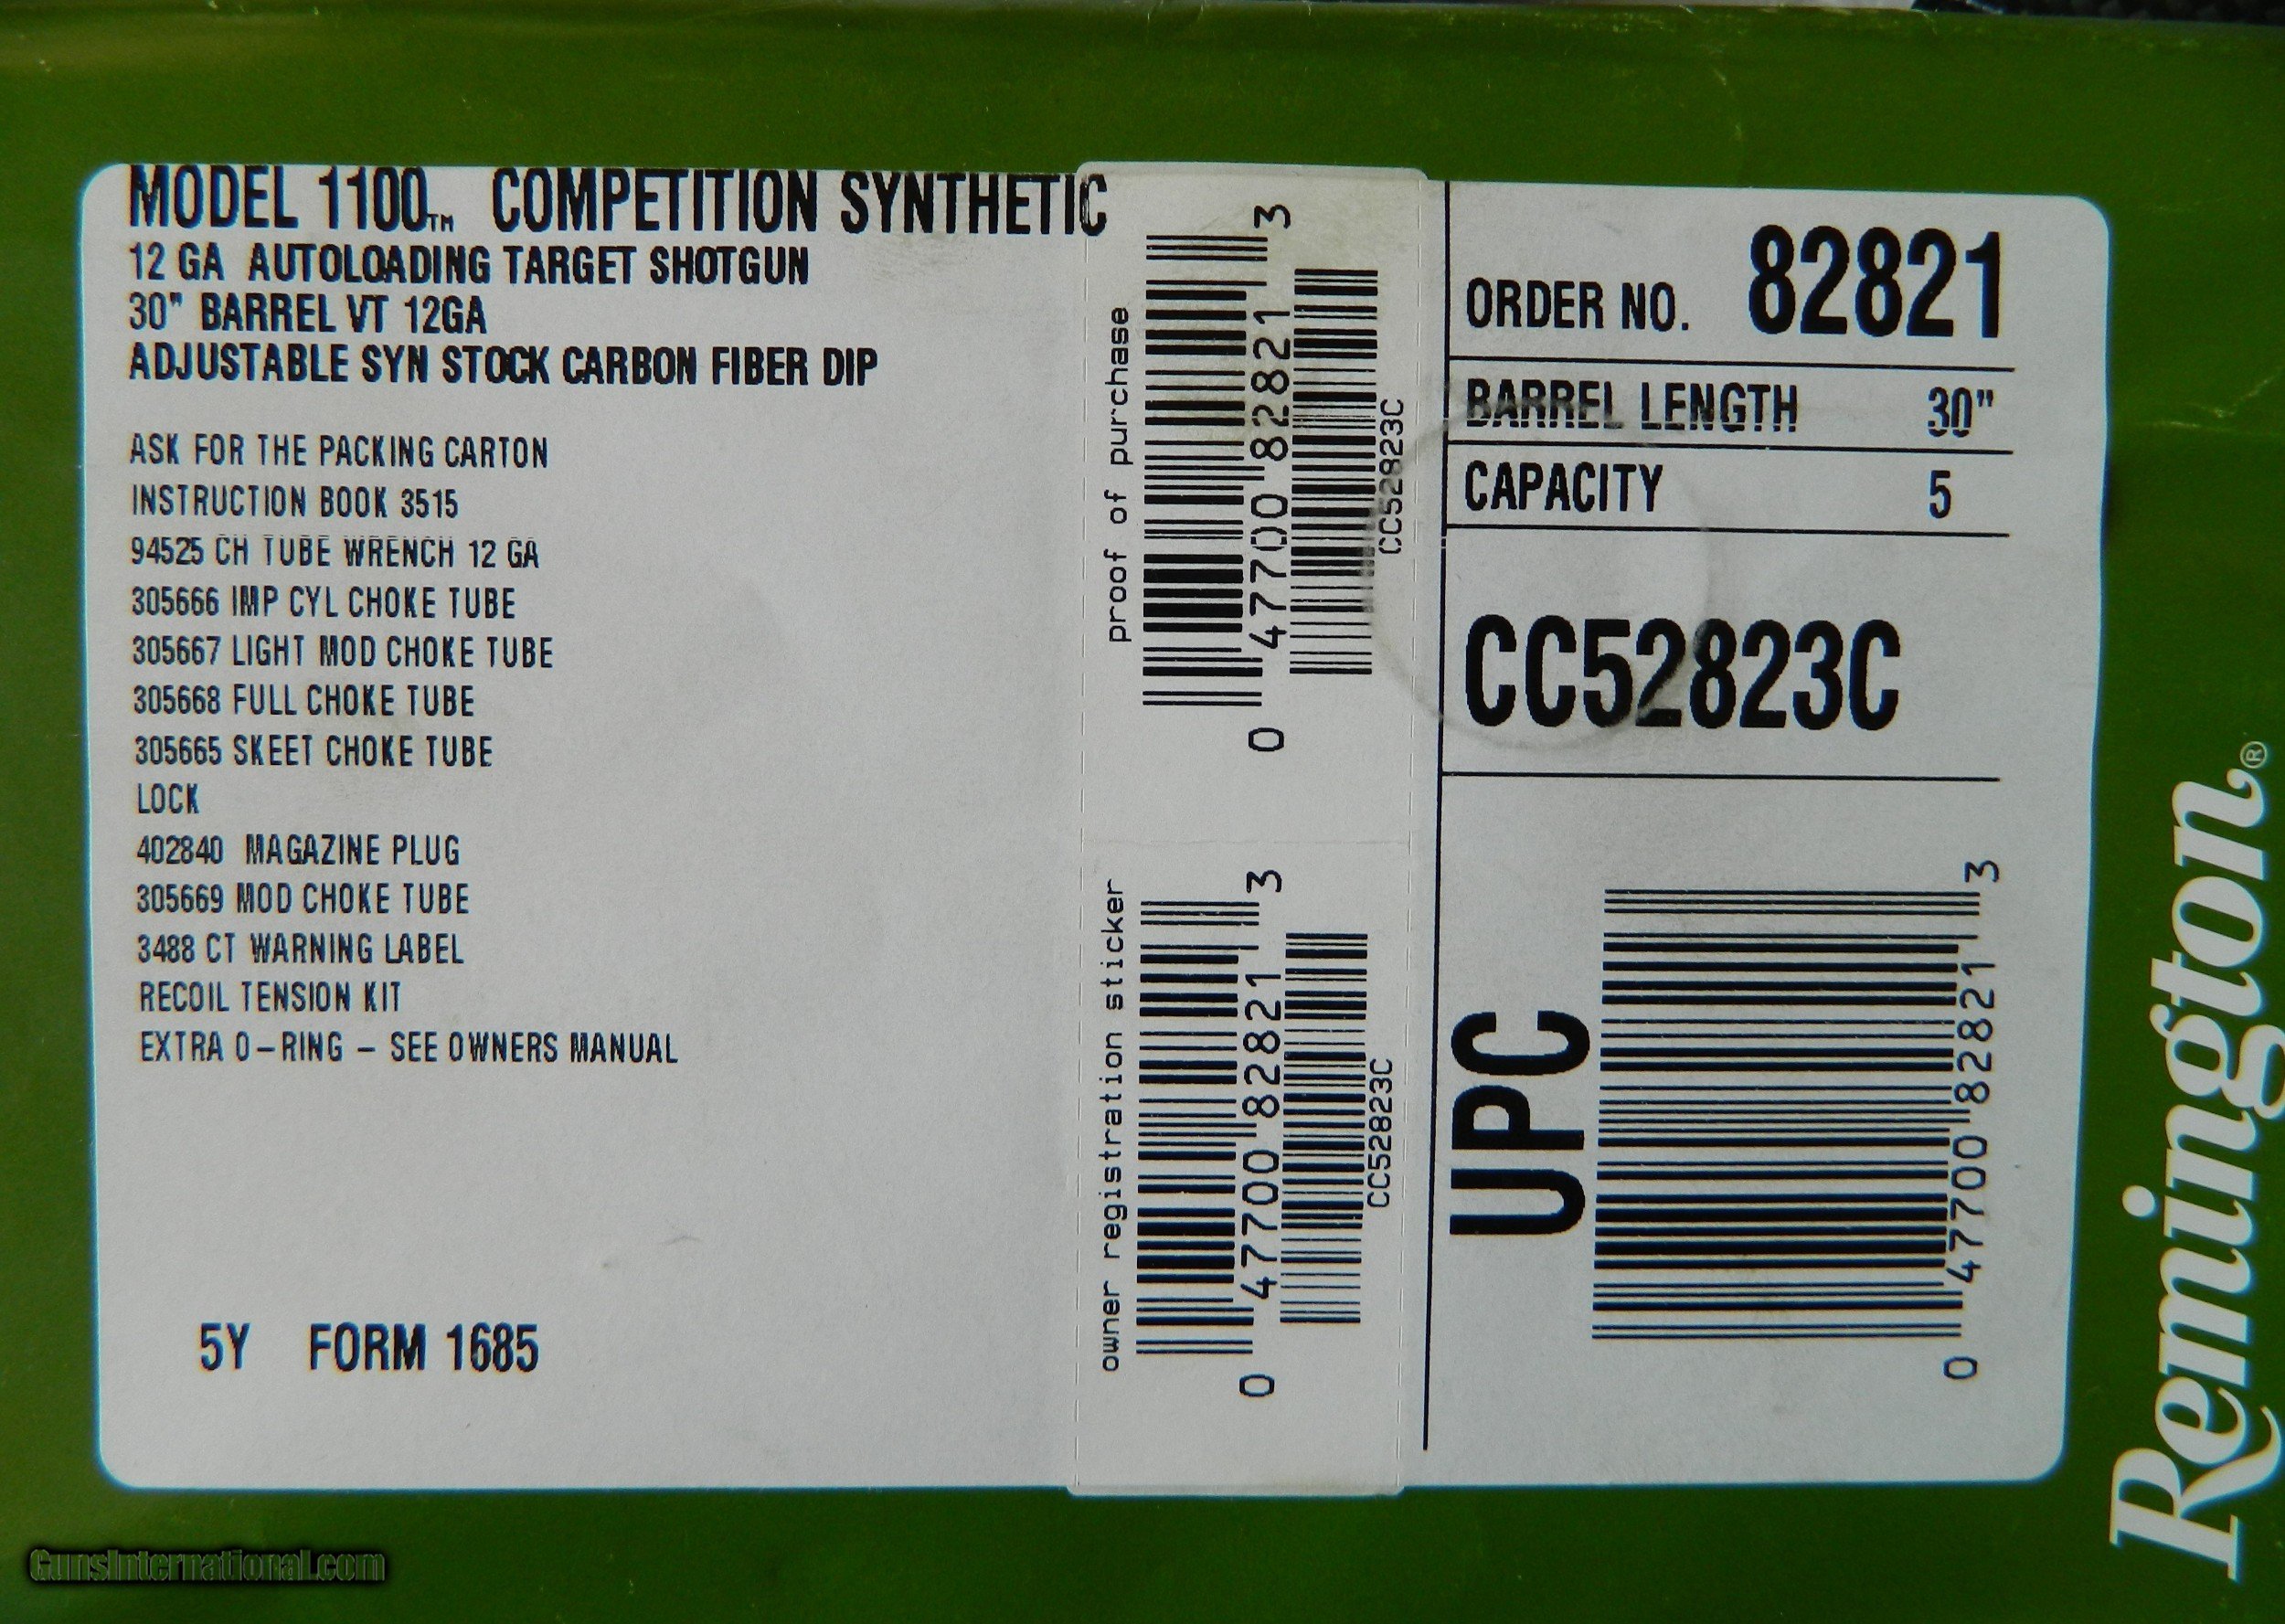 MODEL 1100™ COMPETITION SYNTHETIC
12 GA AUTOLOADING TARGET SHOTGUN
30" BARREL VT 12GA
ADJUSTABLE SYN STOCK CARBON FIBER DIP
ASK FOR THE PACKING CARTON
INSTRUCTION BOOK 3515
94525 CH TUBE WRENCH 12 GA
305666 IMP CYL CHOKE TUBE
305667 LIGHT MOD CHOKE TUBE
305668 FULL CHOKE TUBE
305665 SKEET CHOKE TUBE
LOCK
402840 MAGAZINE PLUG
305669 MOD CHOKE TUBE
3488 CT WARNING LABEL
RECOIL TENSION KIT
EXTRA O-RING - SEE OWNERS MANUAL
5Y FORM 1685
proof of purchase
0 47700 82821 3
CC52823C
owner registration sticker
0 47700 82821 3
CC52823C
ORDER NO. 82821
BARREL LENGTH 30"
CAPACITY 5
CC52823C
UPC
0 47700 82821 3
Remington®
GunsInternational.com